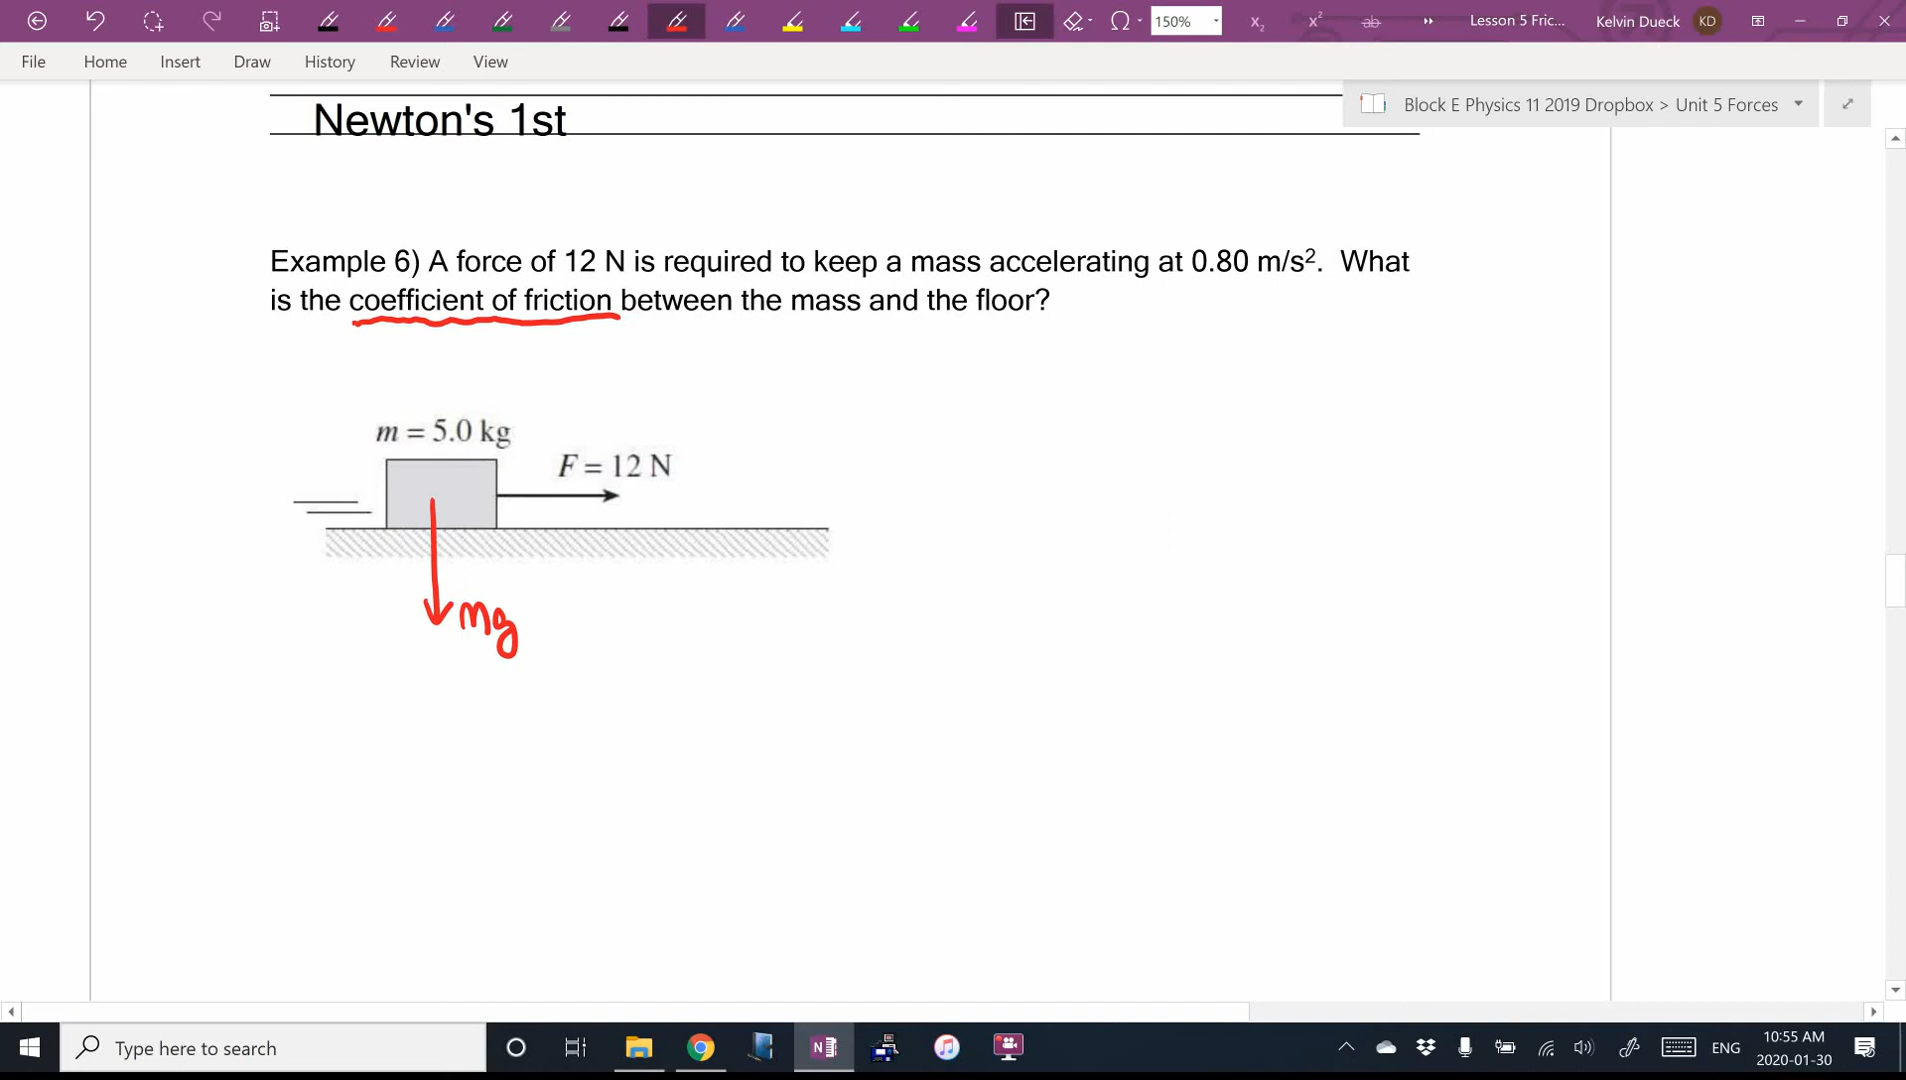 150%
x₂
x²
ab
Lesson 5 Fric...
Kelvin Dueck
KD
File
Home
Insert
Draw
History
Review
View
Block E Physics 11 2019 Dropbox > Unit 5 Forces
Newton's 1st
Example 6) A force of 12 N is required to keep a mass accelerating at 0.80 m/s². What
is the coefficient of friction between the mass and the floor?
m = 5.0 kg
F = 12 N
mg
Type here to search
N
ENG
10:55 AM
2020-01-30